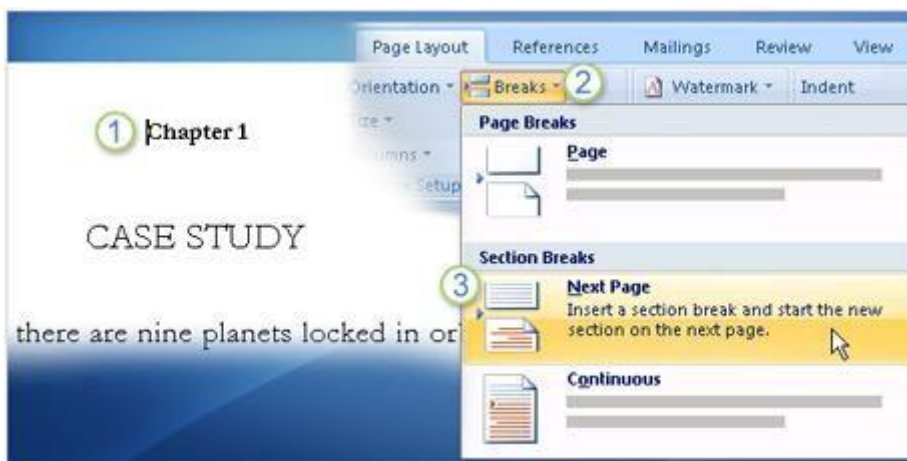 Page Layout References Mailings Review View
Orientation Breaks 2 Watermark Indent
1 Chapter 1
Page Breaks
Page
Setup
CASE STUDY
Section Breaks
3 Next Page
Insert a section break and start the new
section on the next page.
there are nine planets locked in or
Continuous